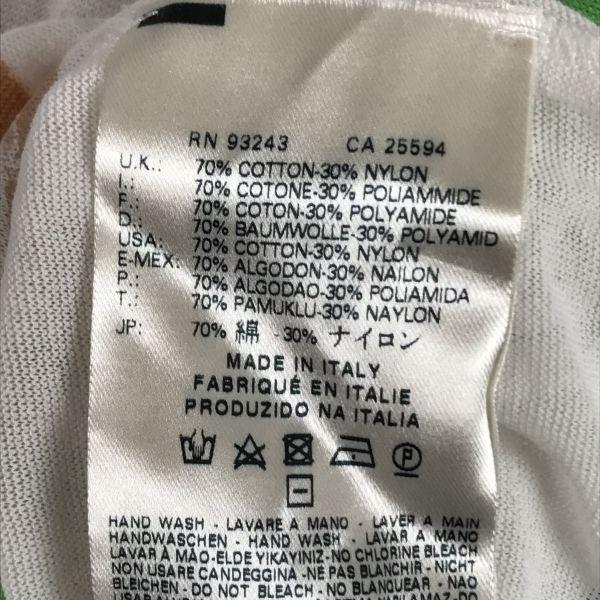 RN 93243 CA 25594
U.K.: 70% COTTON-30% NYLON
I.: 70% COTONE-30% POLIAMMIDE
F.: 70% COTON-30% POLYAMIDE
D.: 70% BAUMWOLLE-30% POLYAMID
USA: 70% COTTON-30% NYLON
E-MEX: 70% ALGODON-30% NAILON
P.: 70% ALGODAO-30% POLIAMIDA
T.: 70% PAMUKLU-30% NAYLON
JP: 70% 綿 -30% ナイロン
MADE IN ITALY
FABRIQUÉ EN ITALIE
PRODUZIDO NA ITALIA
P
HAND WASH - LAVARE A MANO - LAVER A MAIN
HANDWASCHEN - HAND WASH - LAVAR A MANO
LAVAR À MÃO-ELDE YIKAYINIZ-NO CHLORINE BLEACH
NON USARE CANDEGGINA -NE PAS BLANCHIR - NICHT
BLEICHEN - DO NOT BLEACH - NO BLANQUEAR - NAO